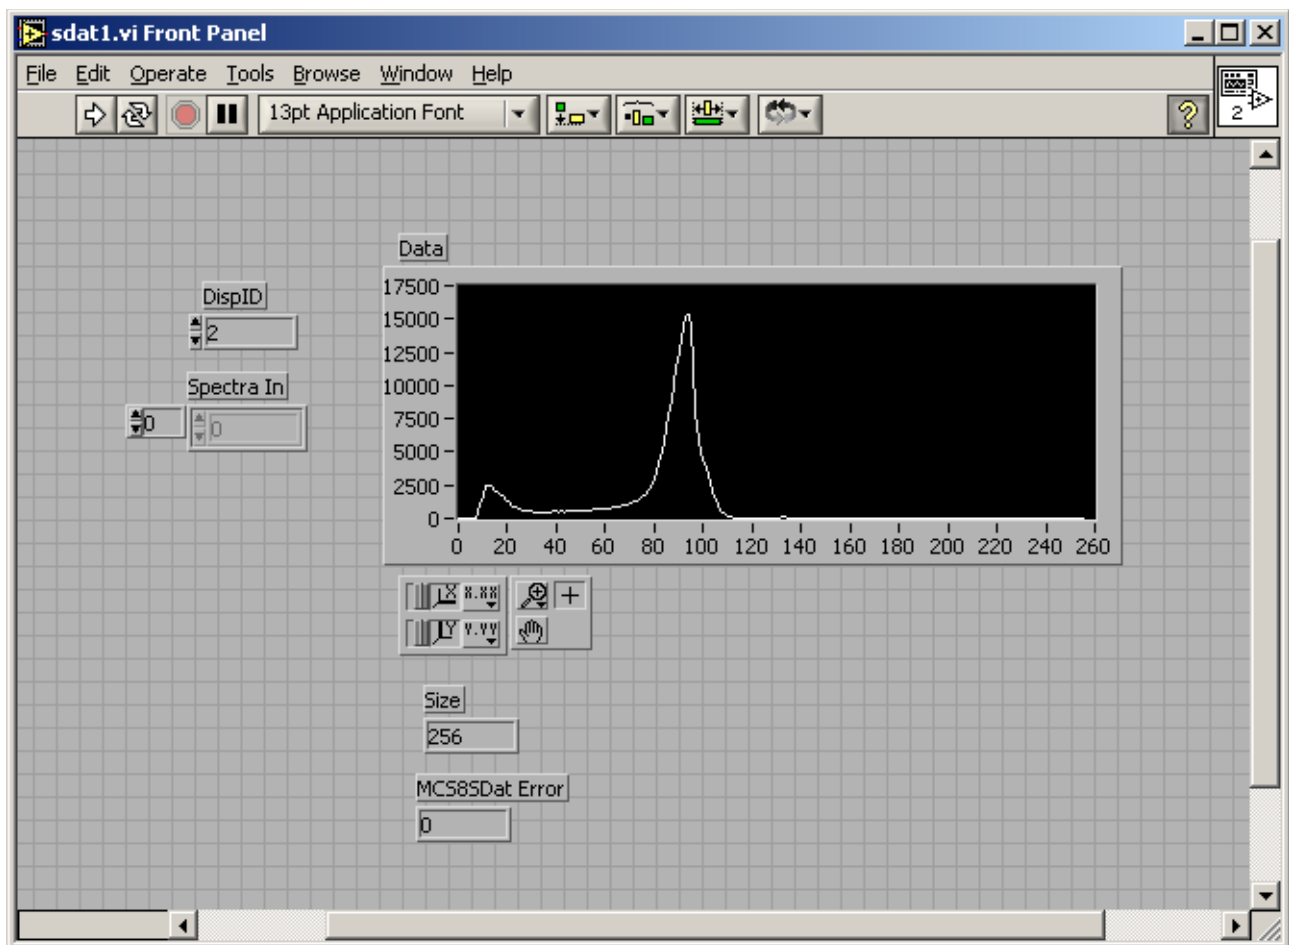 sdat1.vi Front Panel
File Edit Operate Tools Browse Window Help
13pt Application Font
2
Data
DispID
2
Spectra In
0 0
17500
15000
12500
10000
7500
5000
2500
0
0 20 40 60 80 100 120 140 160 180 200 220 240 260
X X.XX
Y Y.YY
Size
256
MCS8SDat Error
0